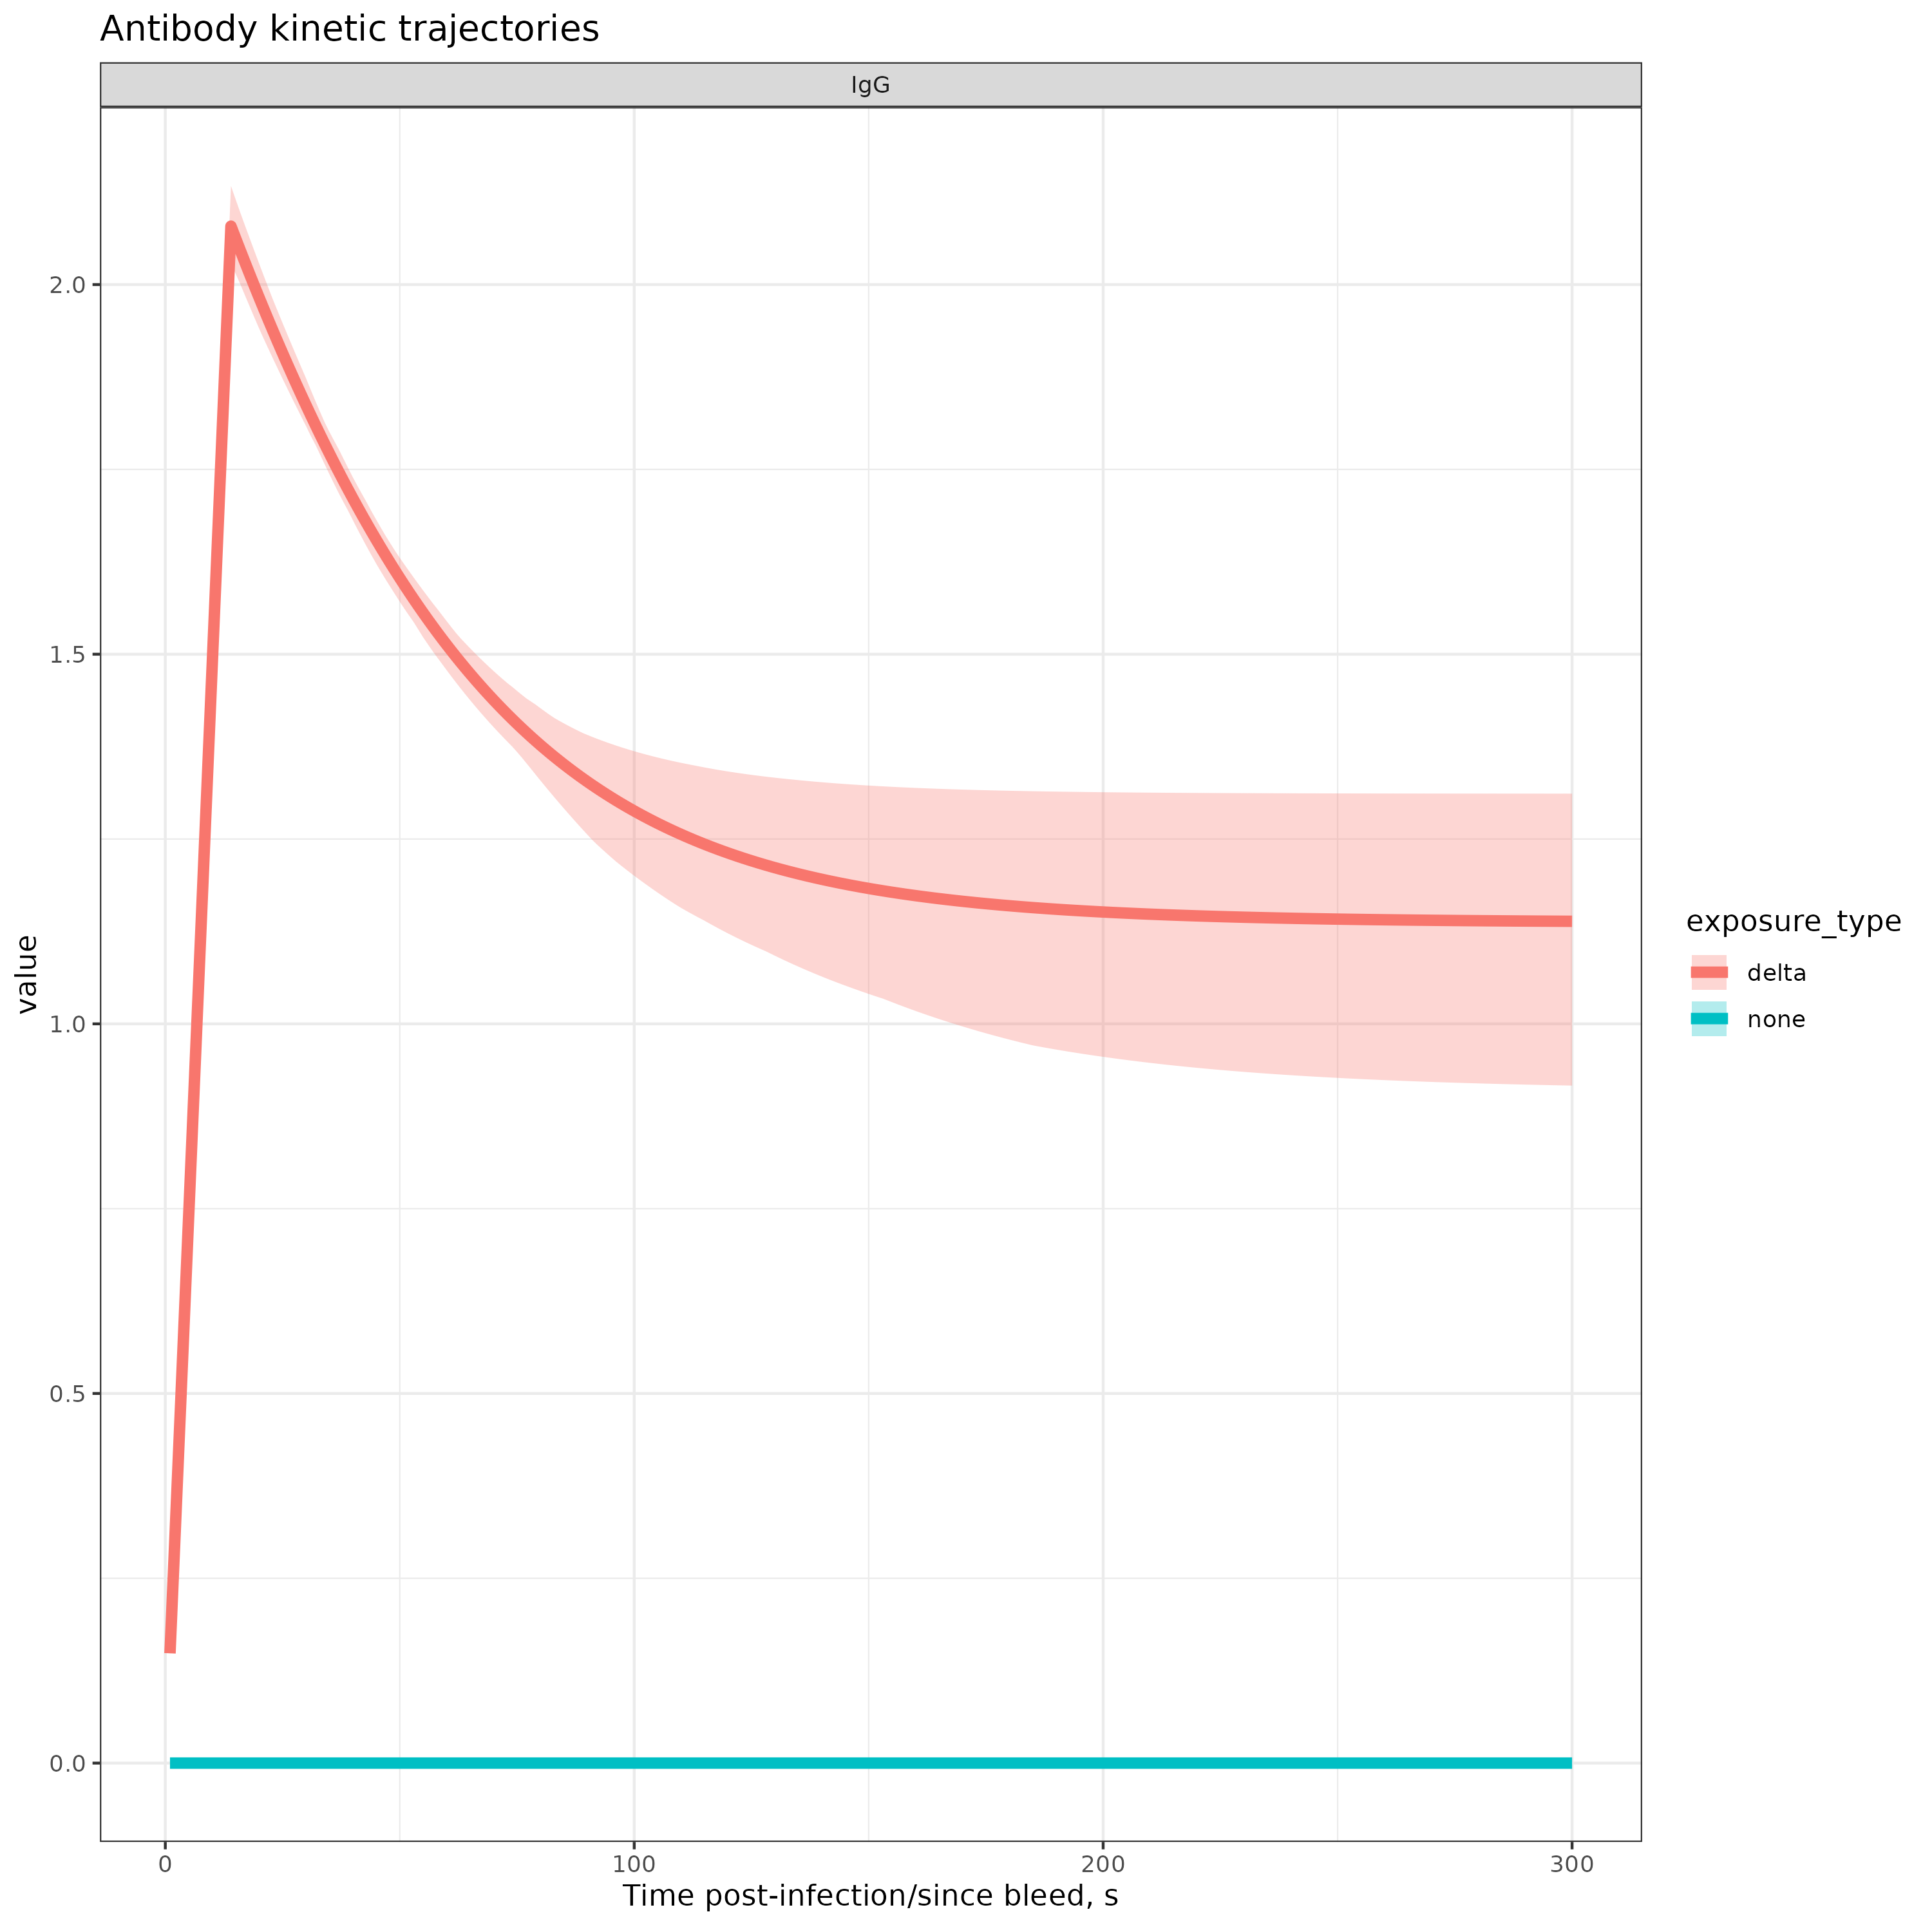 Antibody kinetic trajectories
IgG
value
2.0
1.5
1.0
0.5
0.0
0 100 200 300
Time post-infection/since bleed, s
exposure_type
delta
none